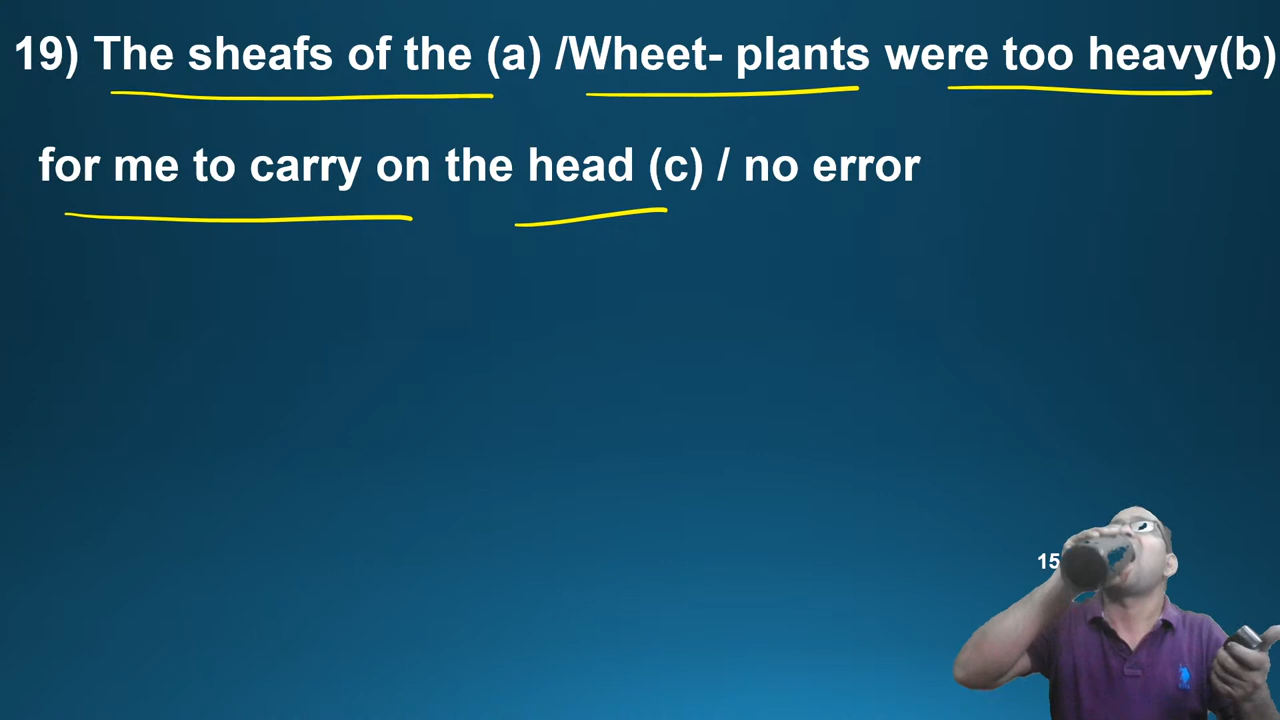 19) The sheafs of the (a) /Wheet- plants were too heavy(b)
for me to carry on the head (c) / no error
15